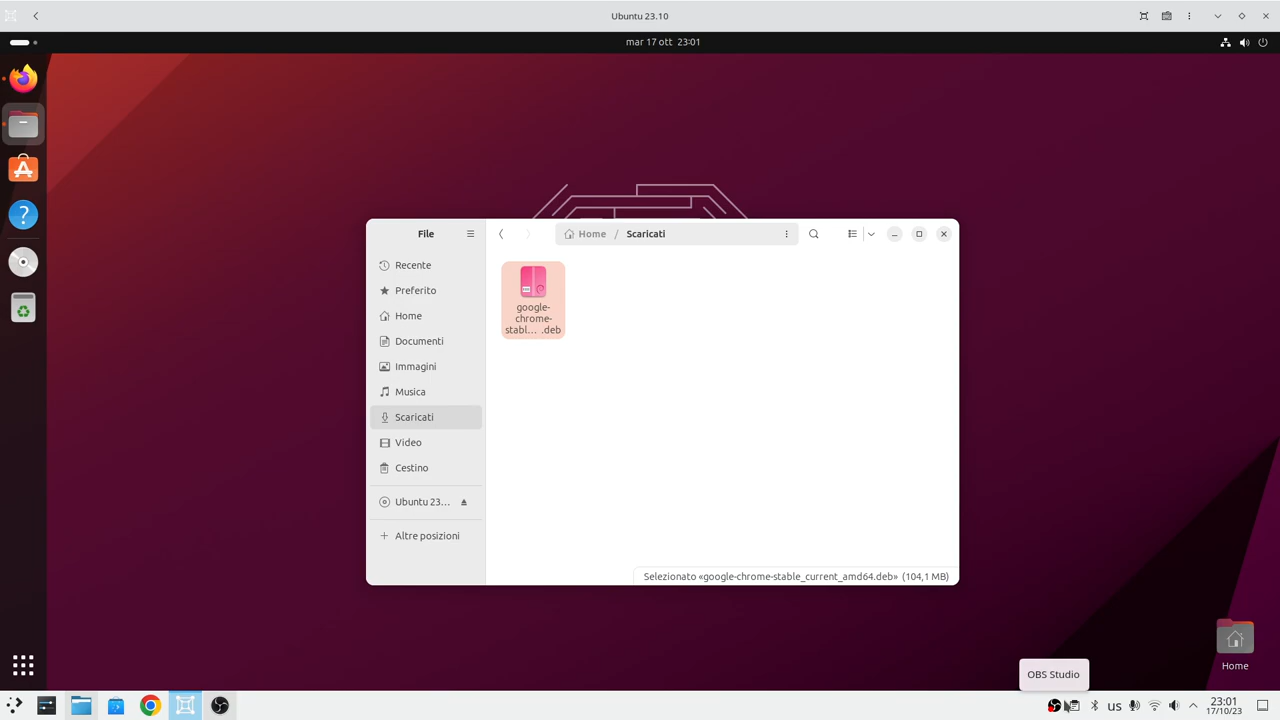 Ubuntu 23.10
mar 17 ott 23:01
File
Home / Scaricati
Recente
Preferito
Home
Documenti
Immagini
Musica
Scaricati
Video
Cestino
Ubuntu 23…
Altre posizioni
google-
chrome-
stabl… .deb
Selezionato «google-chrome-stable_current_amd64.deb» (104,1 MB)
Home
OBS Studio
us
23:01
17/10/23